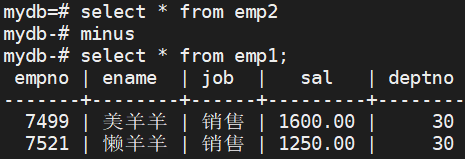 mydb=# select * from emp2
mydb-# minus
mydb-# select * from emp1;
 empno | ename  | job  |   sal   | deptno
-------+--------+------+---------+--------
  7499 | 美羊羊 | 销售 | 1600.00 |     30
  7521 | 懒羊羊 | 销售 | 1250.00 |     30